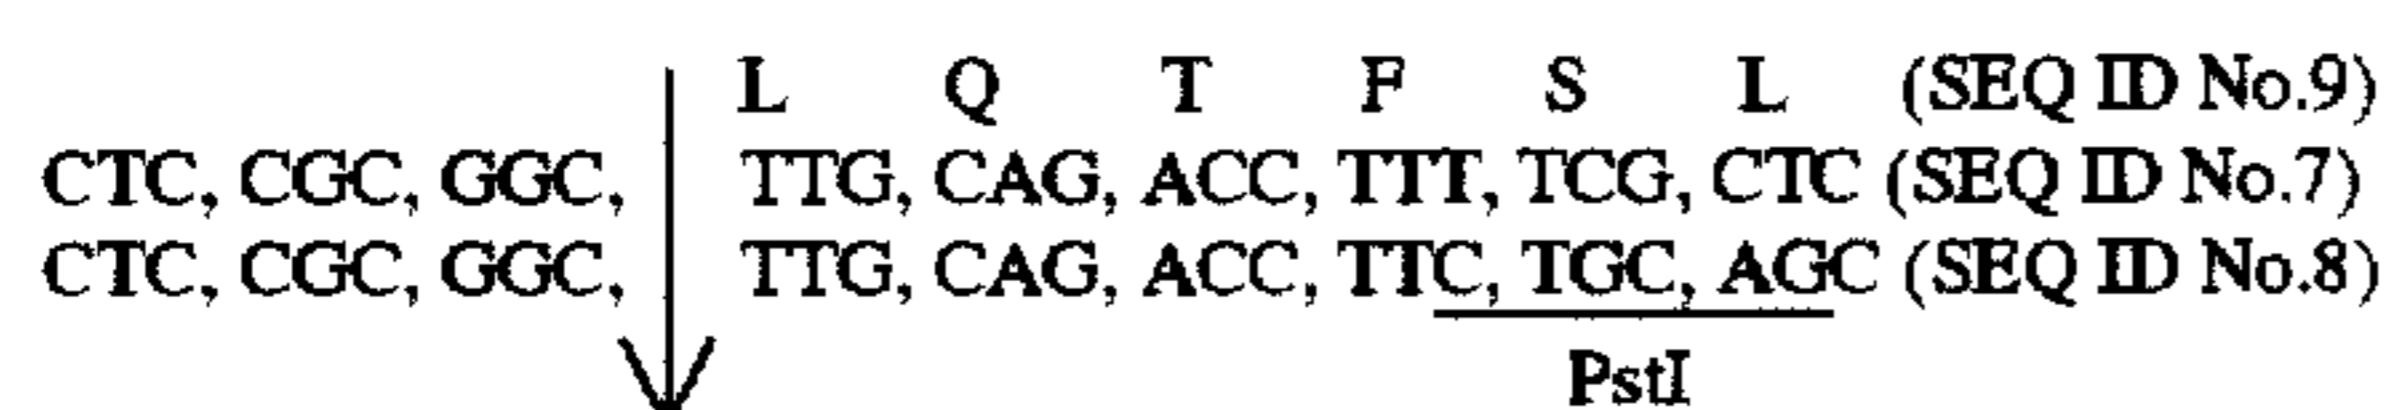 L Q T F S L (SEQ ID No.9)
CTC, CGC, GGC, TTG, CAG, ACC, TTT, TCG, CTC (SEQ ID No.7)
CTC, CGC, GGC, TTG, CAG, ACC, TTC, TGC, AGC (SEQ ID No.8)
PstI